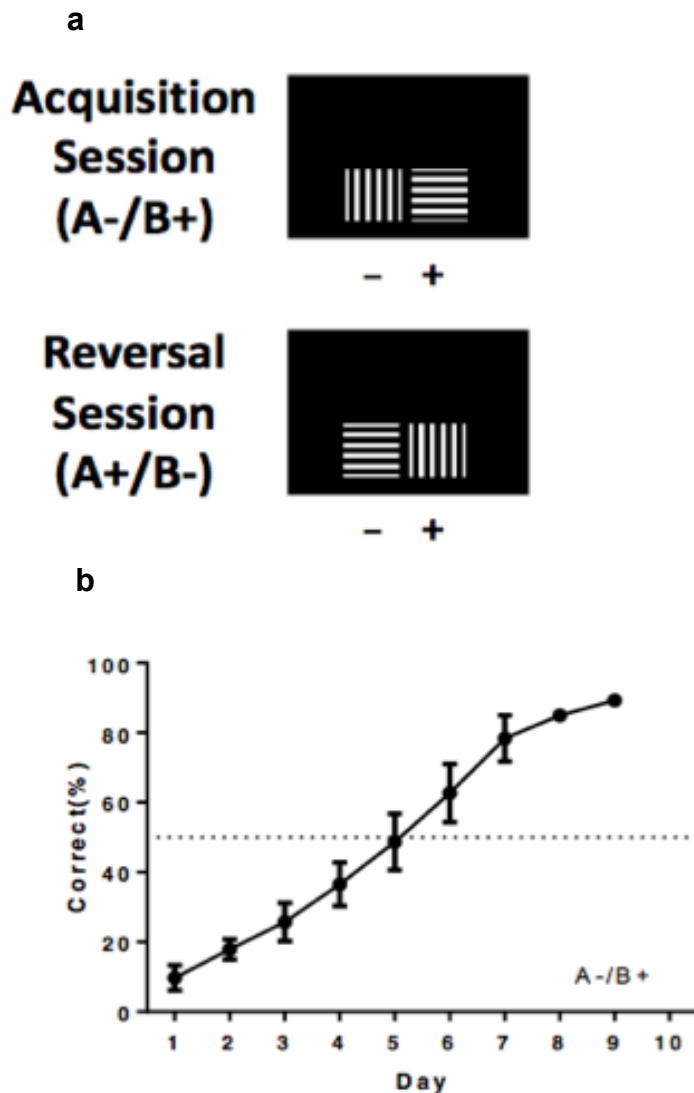 a
Acquisition
Session
(A-/B+)
– +
Reversal
Session
(A+/B-)
– +
b
100
80
60
40
20
0
Correct(%)
A-/B+
1 2 3 4 5 6 7 8 9 10
Day